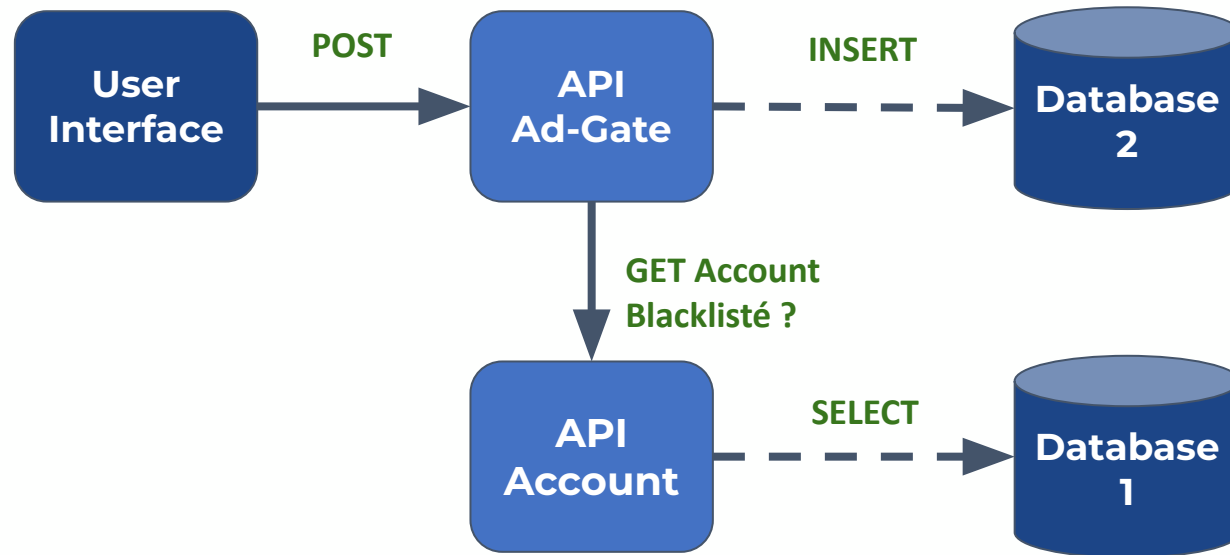 User
Interface
POST
API
Ad-Gate
INSERT
Database
2
GET Account
Blacklisté ?
API
Account
SELECT
Database
1